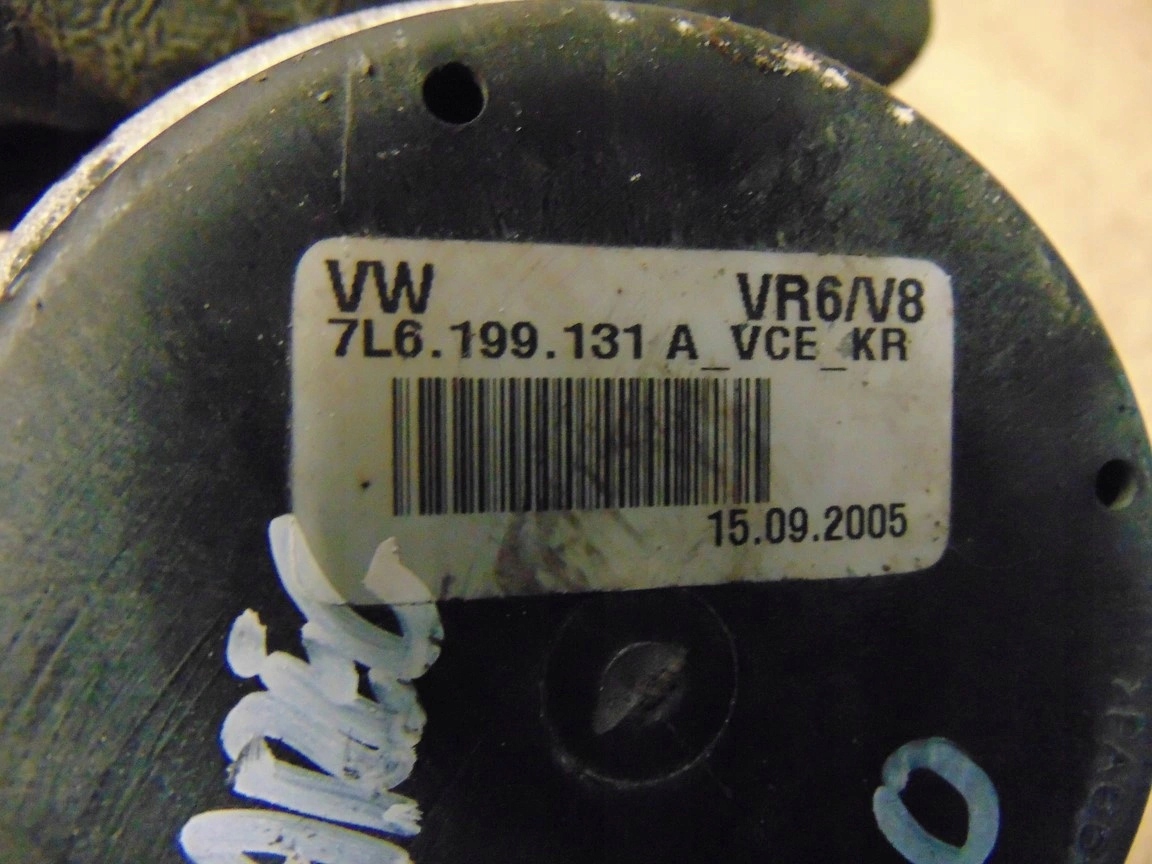 VW VR6/V8
7L6.199.131 A_VCE_KR
15.09.2005